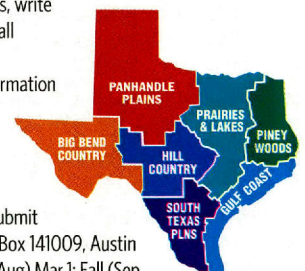 s, write
all
rmation
PANHANDLE
PLAINS
PRAIRIES
& LAKES
PINEY
WOODS
BIG BEND
COUNTRY
HILL
COUNTRY
GULF COAST
SOUTH
TEXAS
PLNS
ubmit
Box 141009, Austin
Aug) Mar 1; Fall (Sep